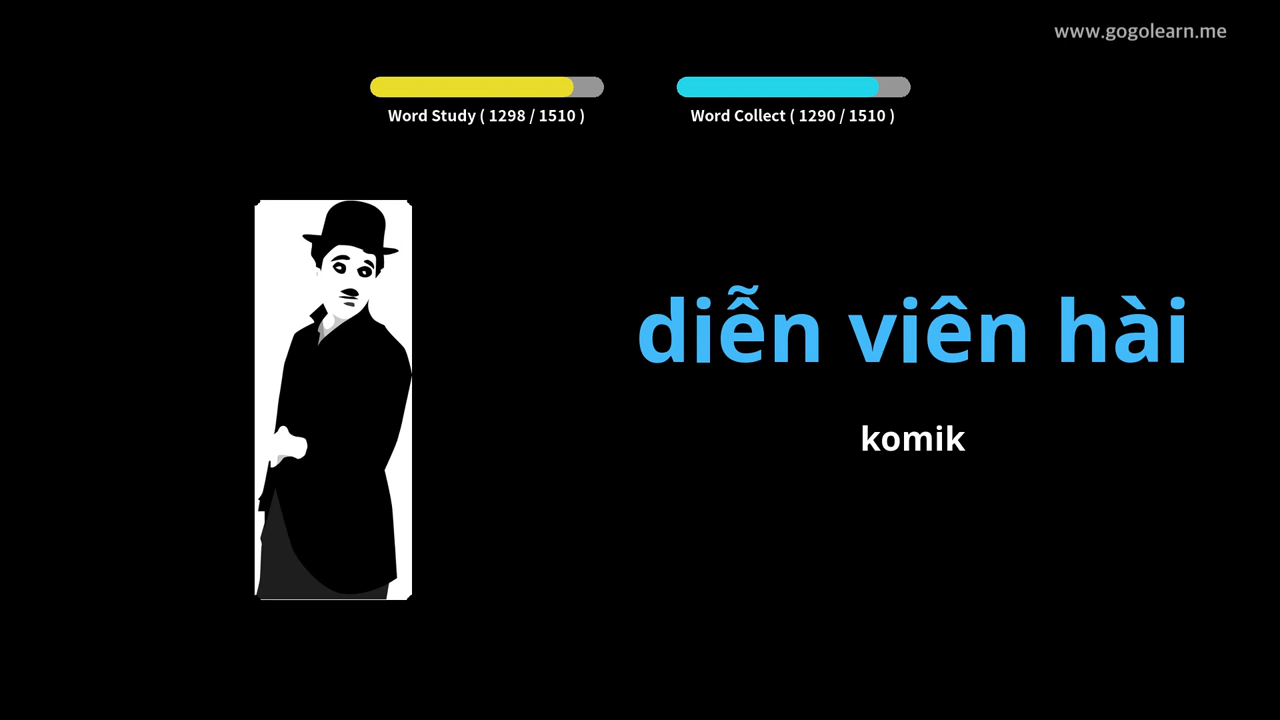 www.gogolearn.me
Word Study ( 1298 / 1510 )
Word Collect ( 1290 / 1510 )
diễn viên hài
komik